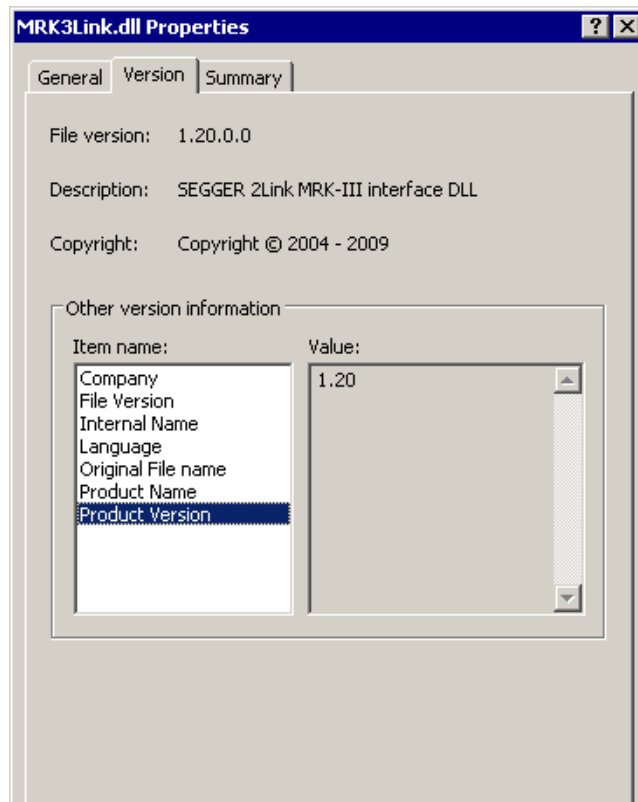 MRK3Link.dll Properties
General Version Summary
File version: 1.20.0.0
Description: SEGGER 2Link MRK-III interface DLL
Copyright: Copyright © 2004 - 2009
Other version information
Item name: Value:
Company 1.20
File Version
Internal Name
Language
Original File name
Product Name
Product Version